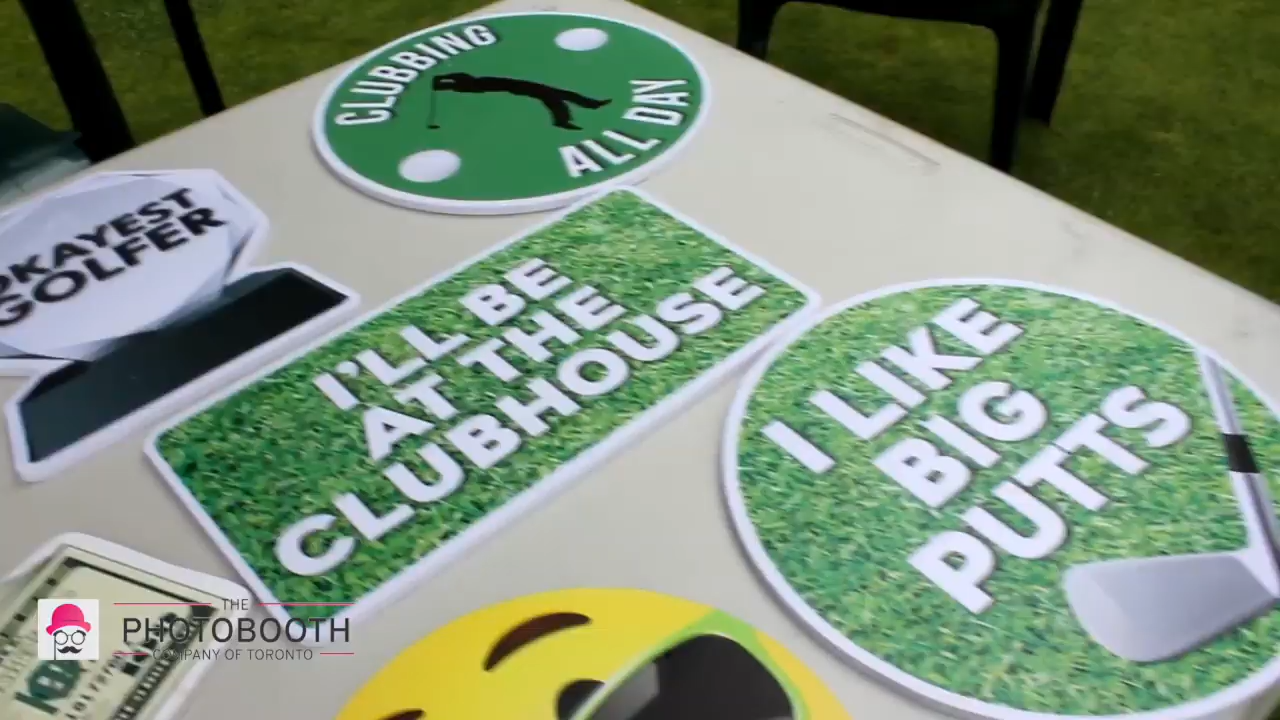 CLUBBING
ALL DAY
OKAYEST
GOLFER
I'LL BE
AT THE
CLUBHOUSE
I LIKE
BIG
PUTTS
THE
PHOTOBOOTH
COMPANY OF TORONTO